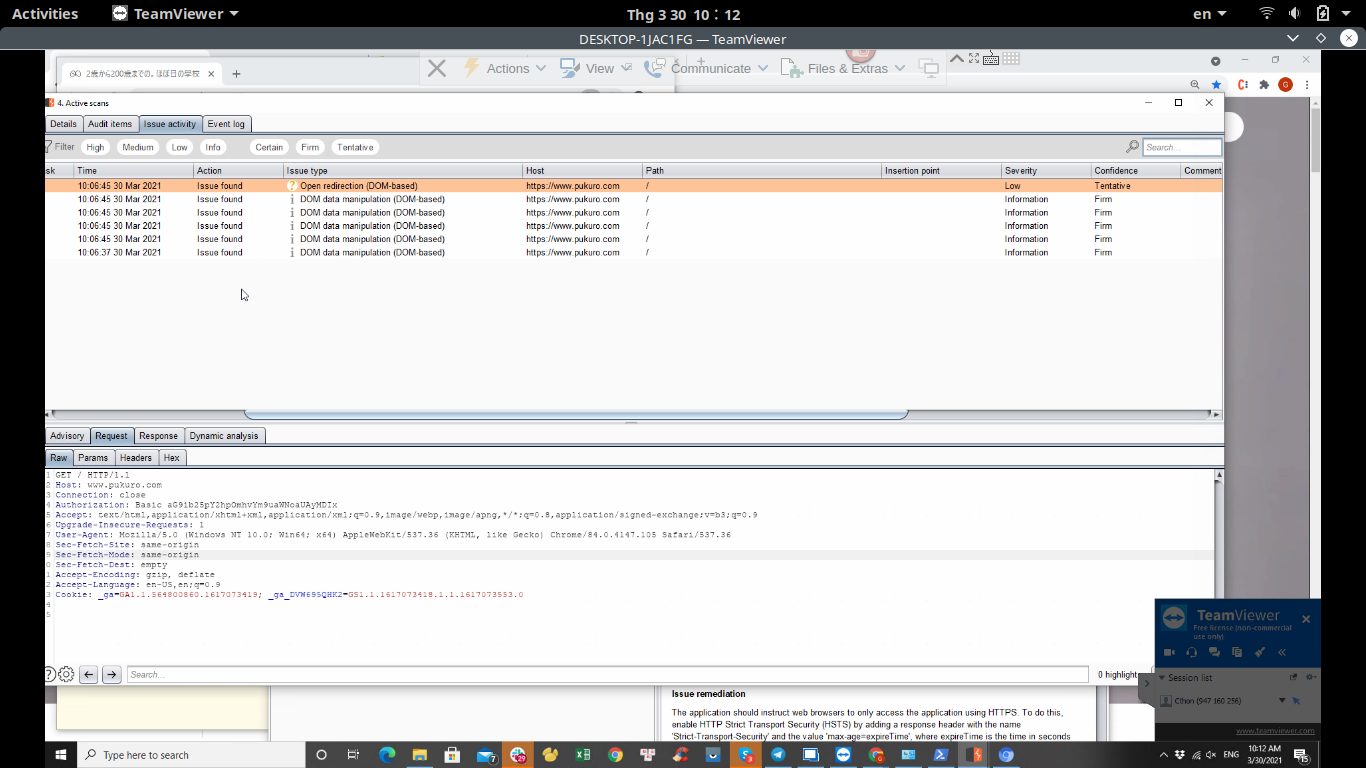 Activities
TeamViewer
Thg 3 30 10 : 12
en
DESKTOP-1JAC1FG — TeamViewer
2歳から200歳までの。ほぼ日の學校
Actions
View
Communicate
Files & Extras
4. Active scans
Details Audit items Issue activity Event log
Filter High Medium Low Info Certain Firm Tentative Search...
sk Time Action Issue type Host Path Insertion point Severity Confidence Comment
10:06:45 30 Mar 2021 Issue found Open redirection (DOM-based) https://www.pukuro.com / Low Tentative
10:06:45 30 Mar 2021 Issue found DOM data manipulation (DOM-based) https://www.pukuro.com / Information Firm
10:06:45 30 Mar 2021 Issue found DOM data manipulation (DOM-based) https://www.pukuro.com / Information Firm
10:06:45 30 Mar 2021 Issue found DOM data manipulation (DOM-based) https://www.pukuro.com / Information Firm
10:06:45 30 Mar 2021 Issue found DOM data manipulation (DOM-based) https://www.pukuro.com / Information Firm
10:06:37 30 Mar 2021 Issue found DOM data manipulation (DOM-based) https://www.pukuro.com / Information Firm
Advisory Request Response Dynamic analysis
Raw Params Headers Hex
1 GET / HTTP/1.1
2 Host: www.pukuro.com
3 Connection: close
4 Authorization: Basic
5 Accept: text/html,application/xhtml+xml,application/xml;q=0.9,image/webp,image/apng,*/*;q=0.8,application/signed-exchange;v=b3;q=0.9
6 Upgrade-Insecure-Requests: 1
7 User-Agent: Mozilla/5.0 (Windows NT 10.0; Win64; x64) AppleWebKit/537.36 (KHTML, like Gecko) Chrome/84.0.4147.105 Safari/537.36
8 Sec-Fetch-Site: same-origin
9 Sec-Fetch-Mode: same-origin
0 Sec-Fetch-Dest: empty
1 Accept-Encoding: gzip, deflate
2 Accept-Language: en-US,en;q=0.9
3 Cookie: _ga=GA1.1.564800860.1617073419; _ga_DVW695QHK2=GS1.1.1617073418.1.1.1617073553.0
4
5
Search...
0 highlight
TeamViewer
Free license (non-commercial
use only)
Session list
Cthon (947 160 256)
www.teamviewer.com
Issue remediation
The application should instruct web browsers to only access the application using HTTPS. To do this,
enable HTTP Strict Transport Security (HSTS) by adding a response header with the name
'Strict-Transport-Security' and the value 'max-age=expireTime', where expireTime is the time in seconds
Type here to search
ENG
10:12 AM
3/30/2021